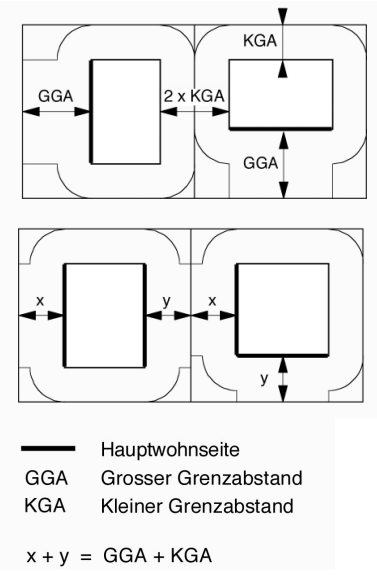 KGA
GGA
2 x KGA
GGA
x
y
x
y
Hauptwohnseite
GGA Grosser Grenzabstand
KGA Kleiner Grenzabstand
x + y = GGA + KGA